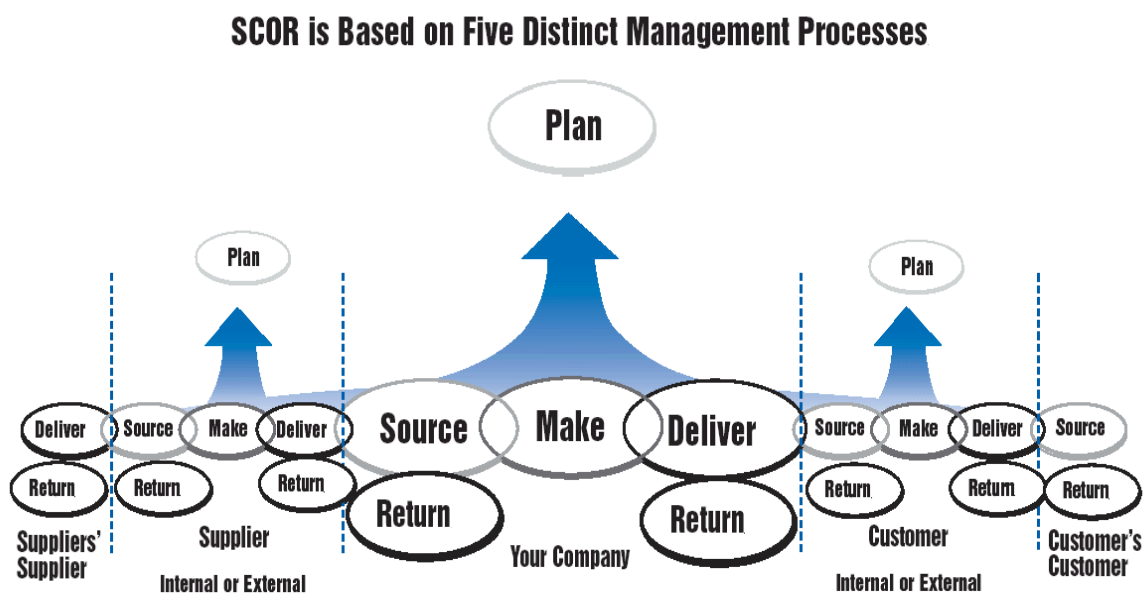 SCOR is Based on Five Distinct Management Processes
Plan
Plan
Plan
Deliver
Source
Make
Deliver
Source
Make
Deliver
Source
Make
Deliver
Source
Return
Return
Return
Return
Return
Return
Return
Return
Suppliers'
Supplier
Supplier
Internal or External
Your Company
Customer
Internal or External
Customer's
Customer